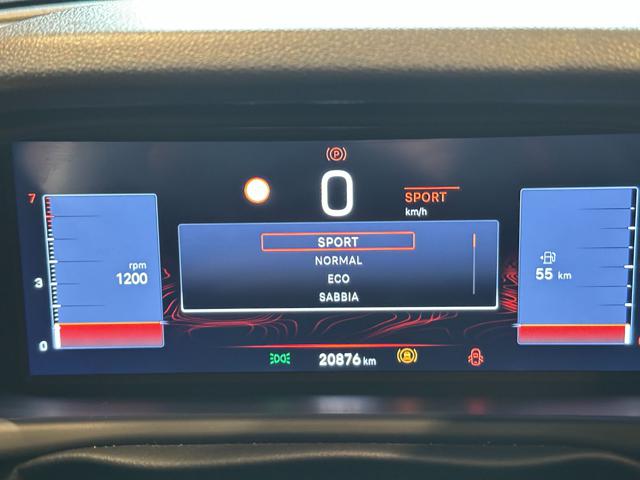 P
0
SPORT
km/h
7
3
0
rpm
1200
SPORT
NORMAL
ECO
SABBIA
55 km
20876 km